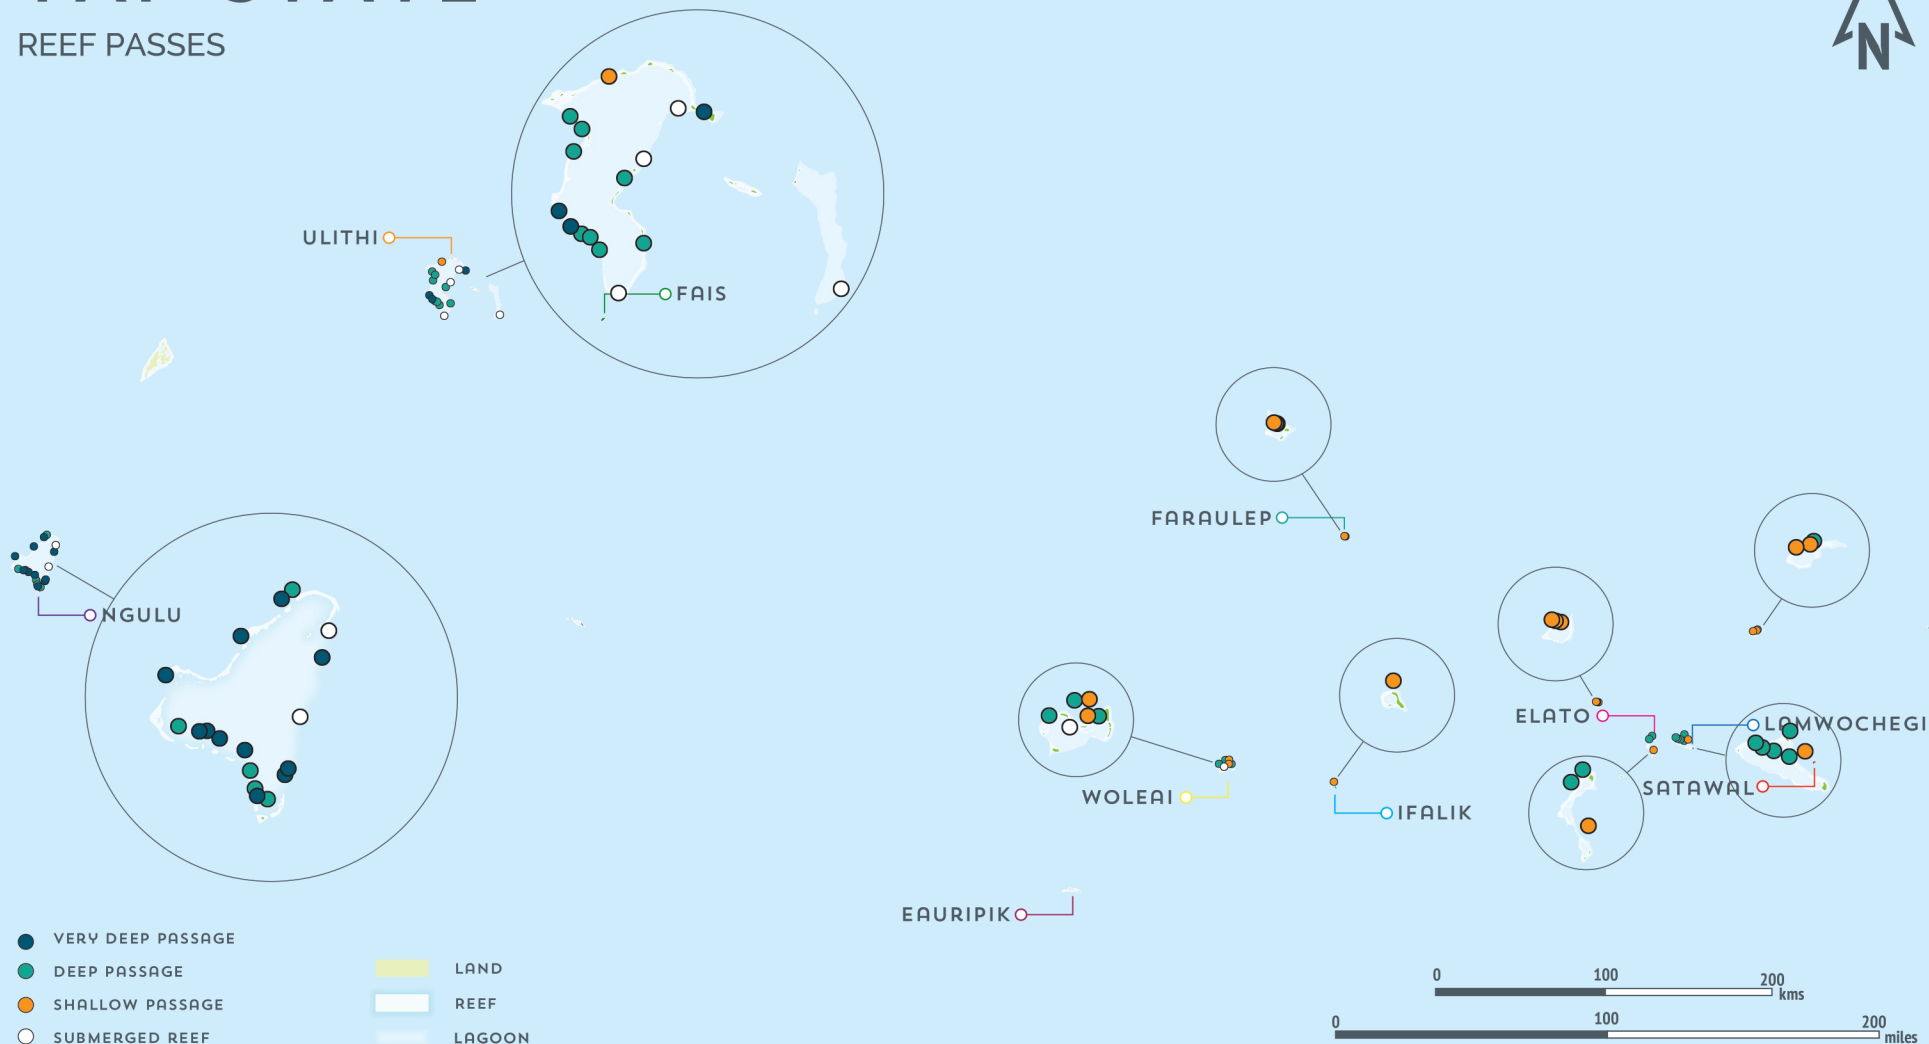 REEF PASSES
N
ULITHI
FAIS
FARAULEP
NGULU
ELATO
LAMWOCHEGI
SATAWAL
WOLEAI
IFALIK
EAURIPIK
VERY DEEP PASSAGE
DEEP PASSAGE
SHALLOW PASSAGE
SUBMERGED REEF
LAND
REEF
LAGOON
0 100 200 kms
0 100 200 miles